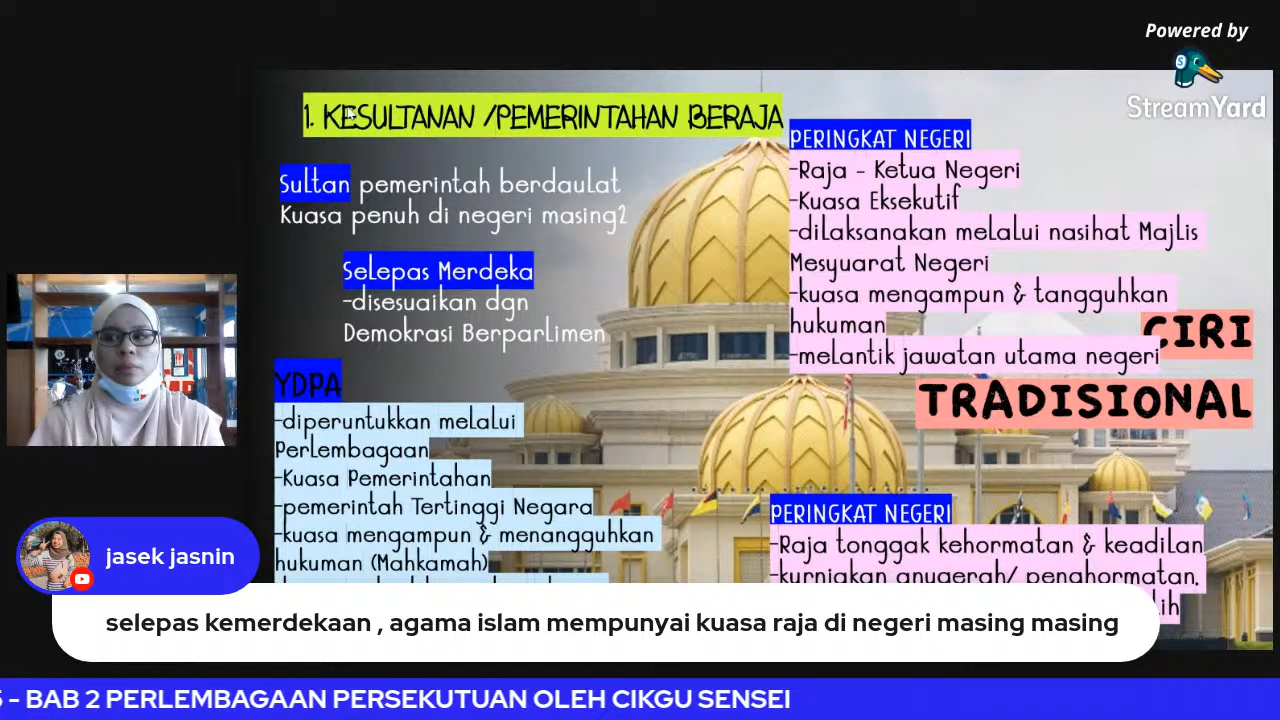 Powered by
StreamYard
1. KESULTANAN /PEMERINTAHAN BERAJA
Sultan pemerintah berdaulat
Kuasa penuh di negeri masing2
Selepas Merdeka
-disesuaikan dgn
Demokrasi Berparlimen
YDPA
-diperuntukkan melalui
Perlembagaan
-Kuasa Pemerintahan
-pemerintah Tertinggi Negara
-kuasa mengampun & menangguhkan
hukuman (Mahkamah)
PERINGKAT NEGERI
-Raja - Ketua Negeri
-Kuasa Eksekutif
-dilaksanakan melalui nasihat Majlis
Mesyuarat Negeri
-kuasa mengampun & tangguhkan
hukuman
-melantik jawatan utama negeri
CIRI
TRADISIONAL
PERINGKAT NEGERI
-Raja tonggak kehormatan & keadilan
-kurniakan anugerah/ penghormatan,
jasek jasnin
selepas kemerdekaan , agama islam mempunyai kuasa raja di negeri masing masing
- BAB 2 PERLEMBAGAAN PERSEKUTUAN OLEH CIKGU SENSEI